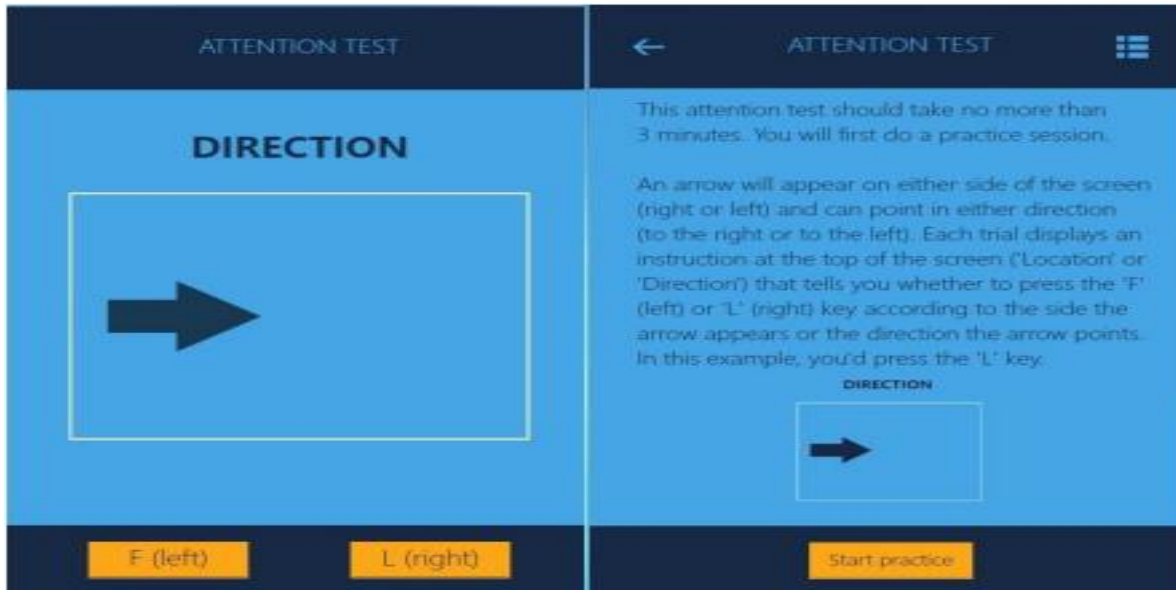 ATTENTION TEST
DIRECTION
F (left)
L (right)
ATTENTION TEST
This attention test should take no more than
3 minutes. You will first do a practice session.
An arrow will appear on either side of the screen
(right or left) and can point in either direction
(to the right or to the left). Each trial displays an
instruction at the top of the screen ('Location' or
'Direction') that tells you whether to press the 'F'
(left) or 'L' (right) key according to the side the
arrow appears or the direction the arrow points.
In this example, you'd press the 'L' key.
DIRECTION
Start practice